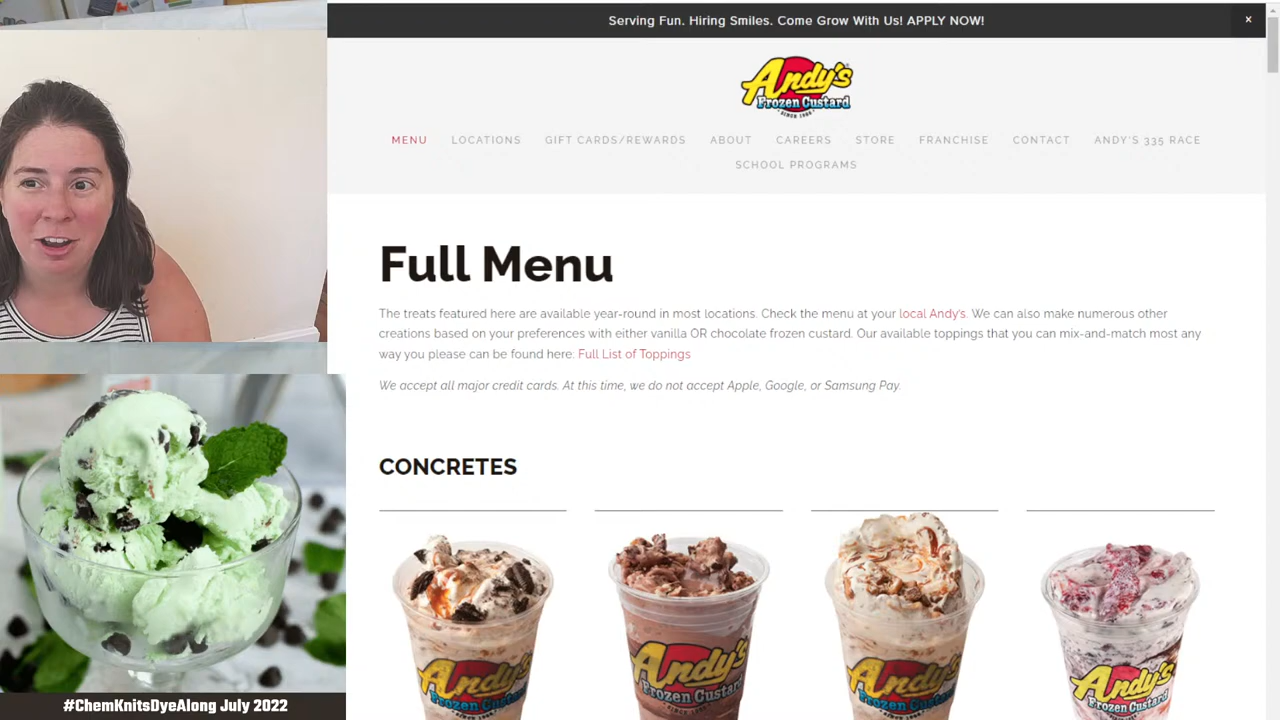 Serving Fun. Hiring Smiles. Come Grow With Us! APPLY NOW!
×
Andy's
Frozen Custard
MENU LOCATIONS GIFT CARDS/REWARDS ABOUT CAREERS STORE FRANCHISE CONTACT ANDY'S 335 RACE
SCHOOL PROGRAMS
Full Menu
The treats featured here are available year-round in most locations. Check the menu at your local Andy's. We can also make numerous other
creations based on your preferences with either vanilla OR chocolate frozen custard. Our available toppings that you can mix-and-match most any
way you please can be found here: Full List of Toppings
We accept all major credit cards. At this time, we do not accept Apple, Google, or Samsung Pay.
CONCRETES
Andy's
Frozen Custard
Andy's
Frozen Custard
Andy's
Frozen Custard
Andy's
Frozen Custard
#ChemKnitsDyeAlong July 2022